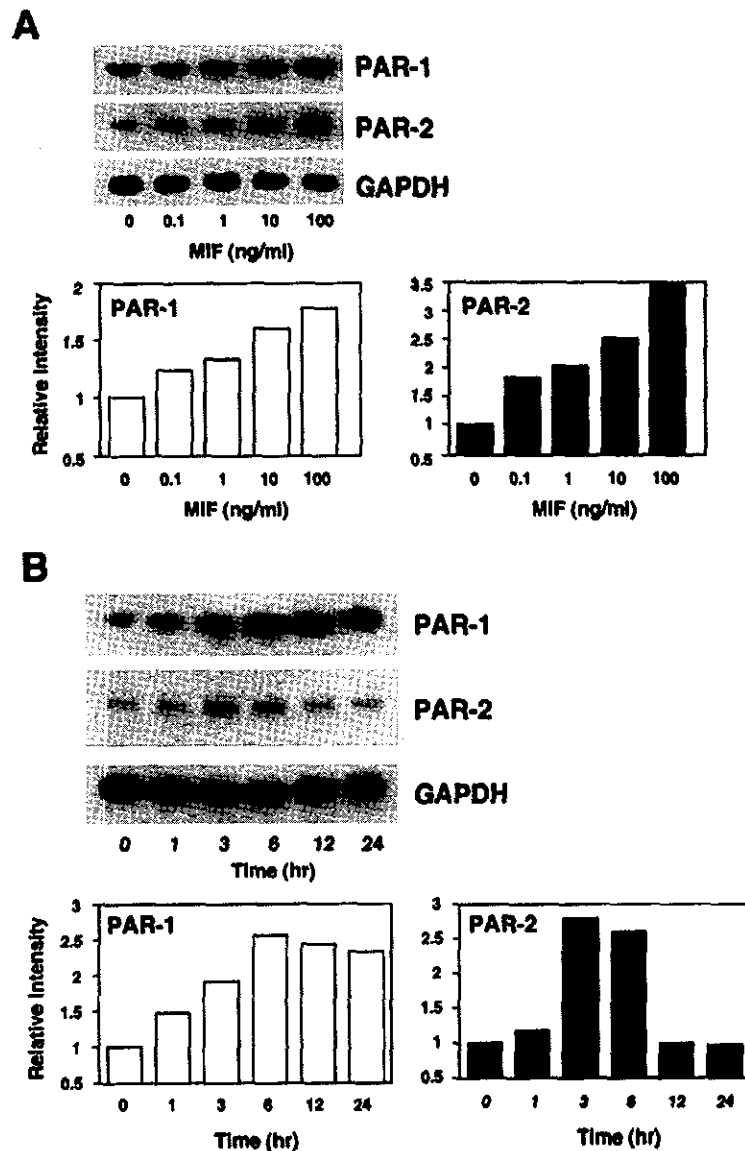 A
PAR-1
PAR-2
GAPDH
0 0.1 1 10 100
MIF (ng/ml)
PAR-1
Relative Intensity
2
1.5
1
0.5
0 0.1 1 10 100
MIF (ng/ml)
PAR-2
3.5
3
2.5
2
1.5
1
0.5
0 0.1 1 10 100
MIF (ng/ml)
B
PAR-1
PAR-2
GAPDH
0 1 3 6 12 24
Time (hr)
PAR-1
Relative Intensity
3
2.5
2
1.5
1
0.5
0 1 3 6 12 24
Time (hr)
PAR-2
3
2.5
2
1.5
1
0.5
0 1 3 6 12 24
Time (hr)